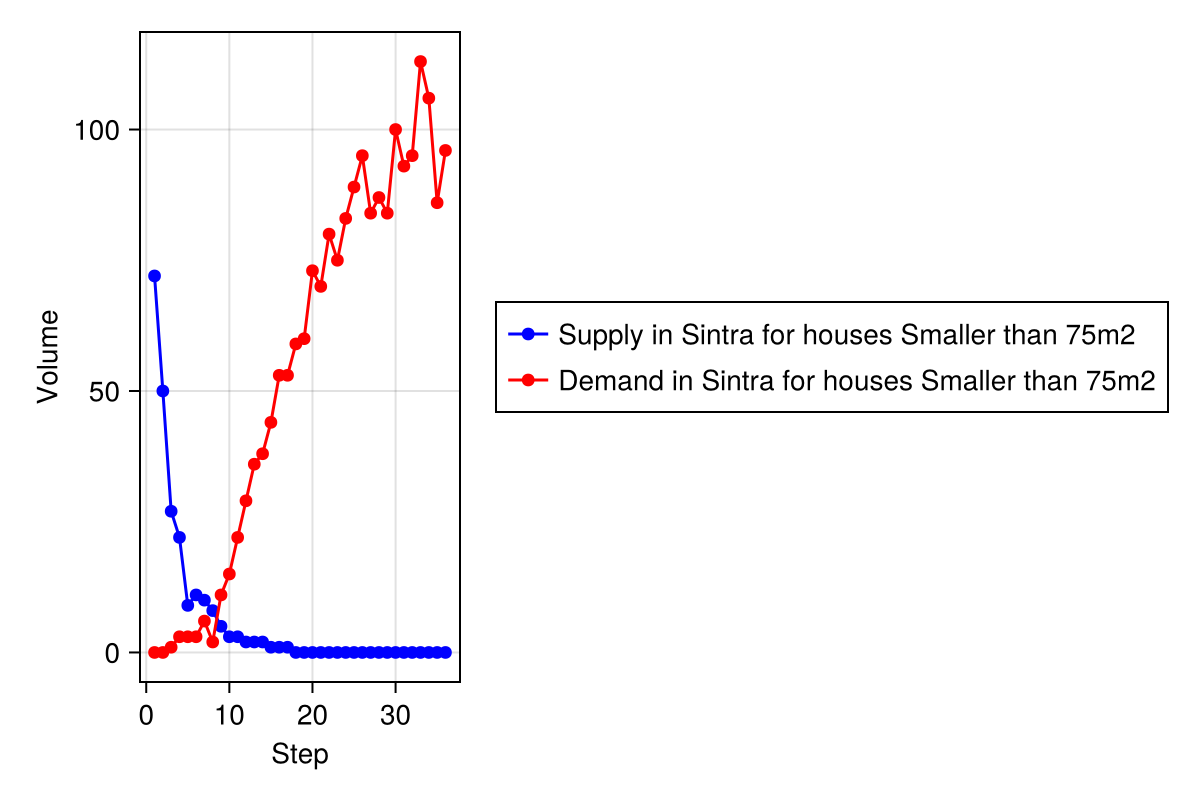 100
50
0
Volume
0 10 20 30
Step
Supply in Sintra for houses Smaller than 75m2
Demand in Sintra for houses Smaller than 75m2